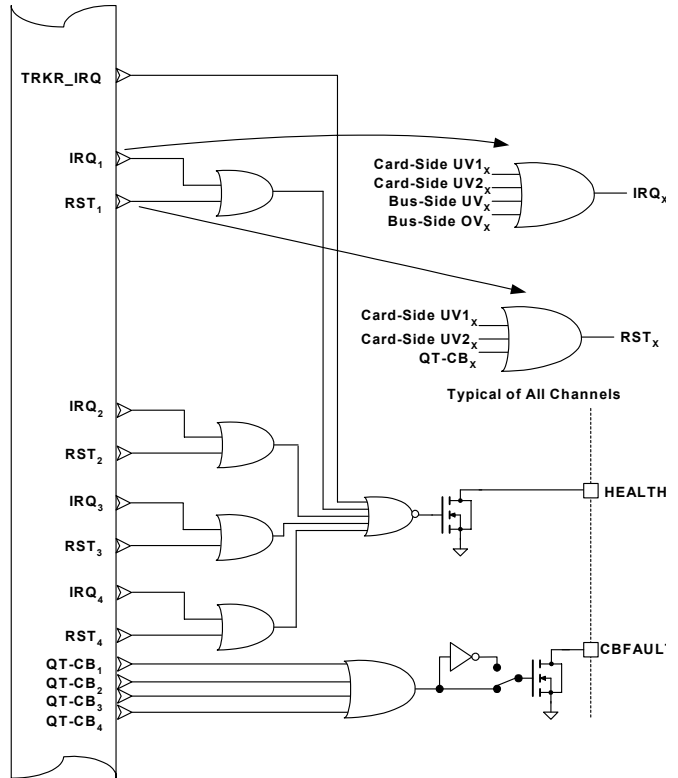 TRKR_IRQ
IRQ1
RST1
Card-Side UV1X
Card-Side UV2X
Bus-Side UVX
Bus-Side OVX
IRQX
Card-Side UV1X
Card-Side UV2X
QT-CBX
RSTX
Typical of All Channels
IRQ2
RST2
IRQ3
RST3
HEALTH
IRQ4
RST4
QT-CB1
QT-CB2
QT-CB3
QT-CB4
CBFAUL